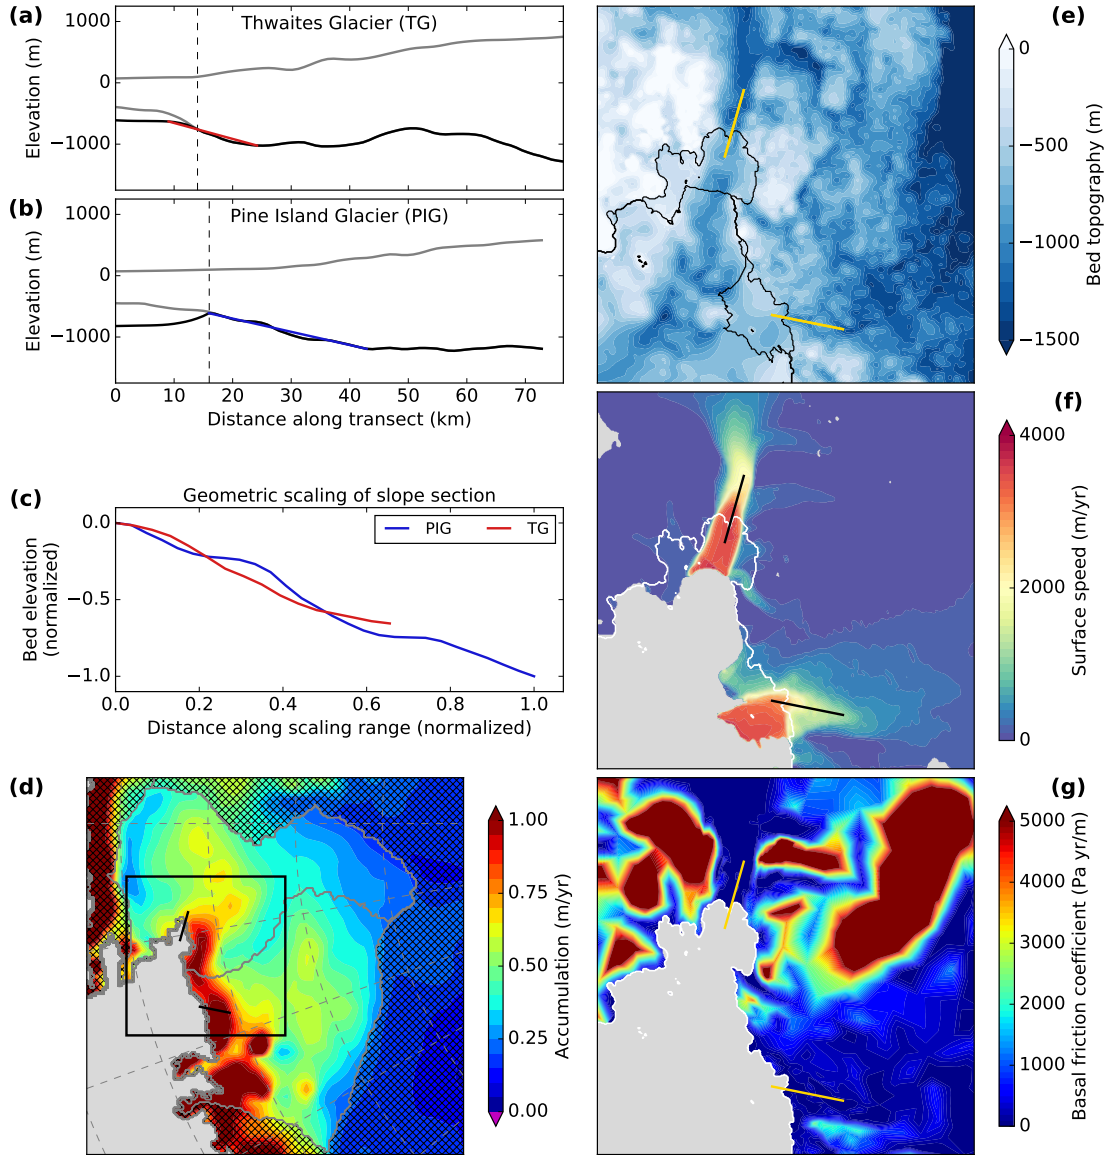 (a)
Thwaites Glacier (TG)
1000
0
−1000
Elevation (m)
(b)
Pine Island Glacier (PIG)
1000
0
−1000
Elevation (m)
0 10 20 30 40 50 60 70
Distance along transect (km)
(c)
Geometric scaling of slope section
PIG TG
0.0
−0.5
−1.0
Bed elevation
(normalized)
0.0 0.2 0.4 0.6 0.8 1.0
Distance along scaling range (normalized)
(d)
1.00
0.75
0.50
0.25
0.00
Accumulation (m/yr)
(e)
0
−500
−1000
−1500
Bed topography (m)
(f)
4000
2000
0
Surface speed (m/yr)
(g)
5000
4000
3000
2000
1000
0
Basal friction coefficient (Pa yr/m)